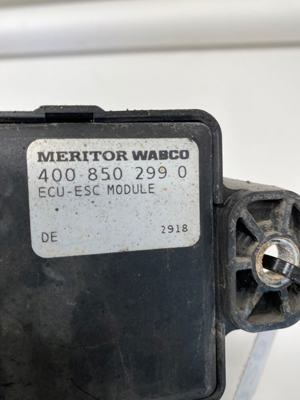 MERITOR WABCO
400 850 299 0
ECU-ESC MODULE
DE 2918